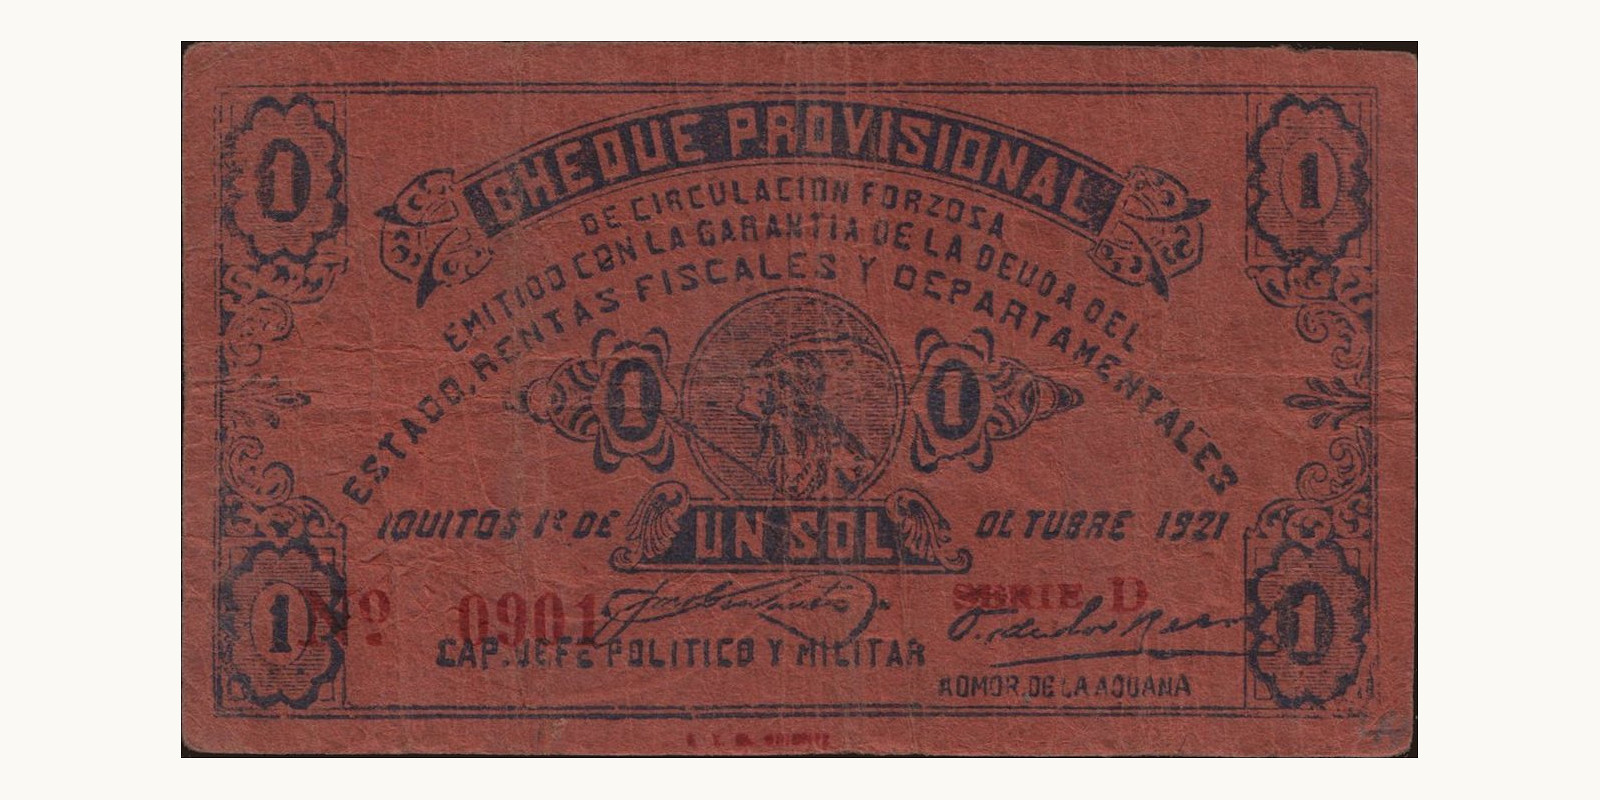 1 1
CHEQUE PROVISIONAL
DE CIRCULACION FORZOSA
EMITIDO CON LA GARANTIA DE LA DEUDA DEL
ESTADO, RENTAS FISCALES Y DEPARTAMENTALES
1 1
IQUITOS 1º DE OCTUBRE 1921
UN SOL
Nº 0901 SERIE D
1 1
CAP. JEFE POLITICO Y MILITAR
ADMOR. DE LA ADUANA